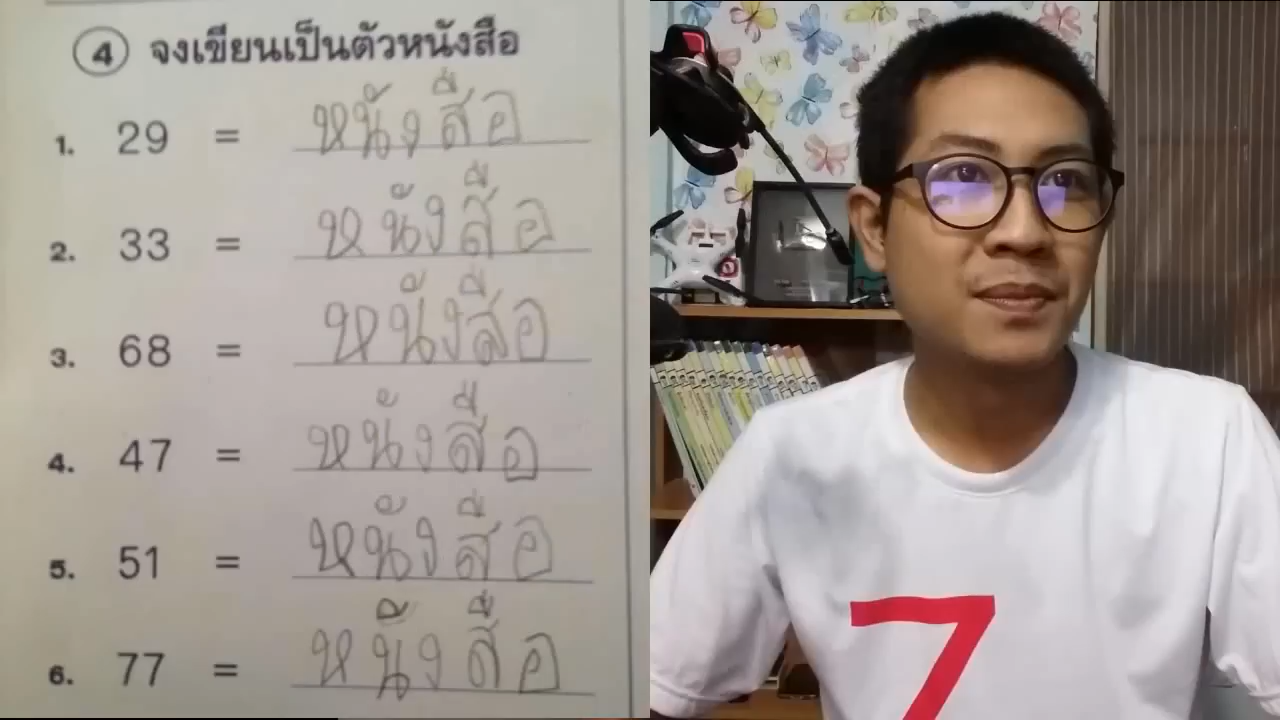 4 จงเขียนเป็นตัวหนังสือ
1. 29 = หนังสือ
2. 33 = หนังสือ
3. 68 = หนังสือ
4. 47 = หนังสือ
5. 51 = หนังสือ
6. 77 = หนังสือ
7